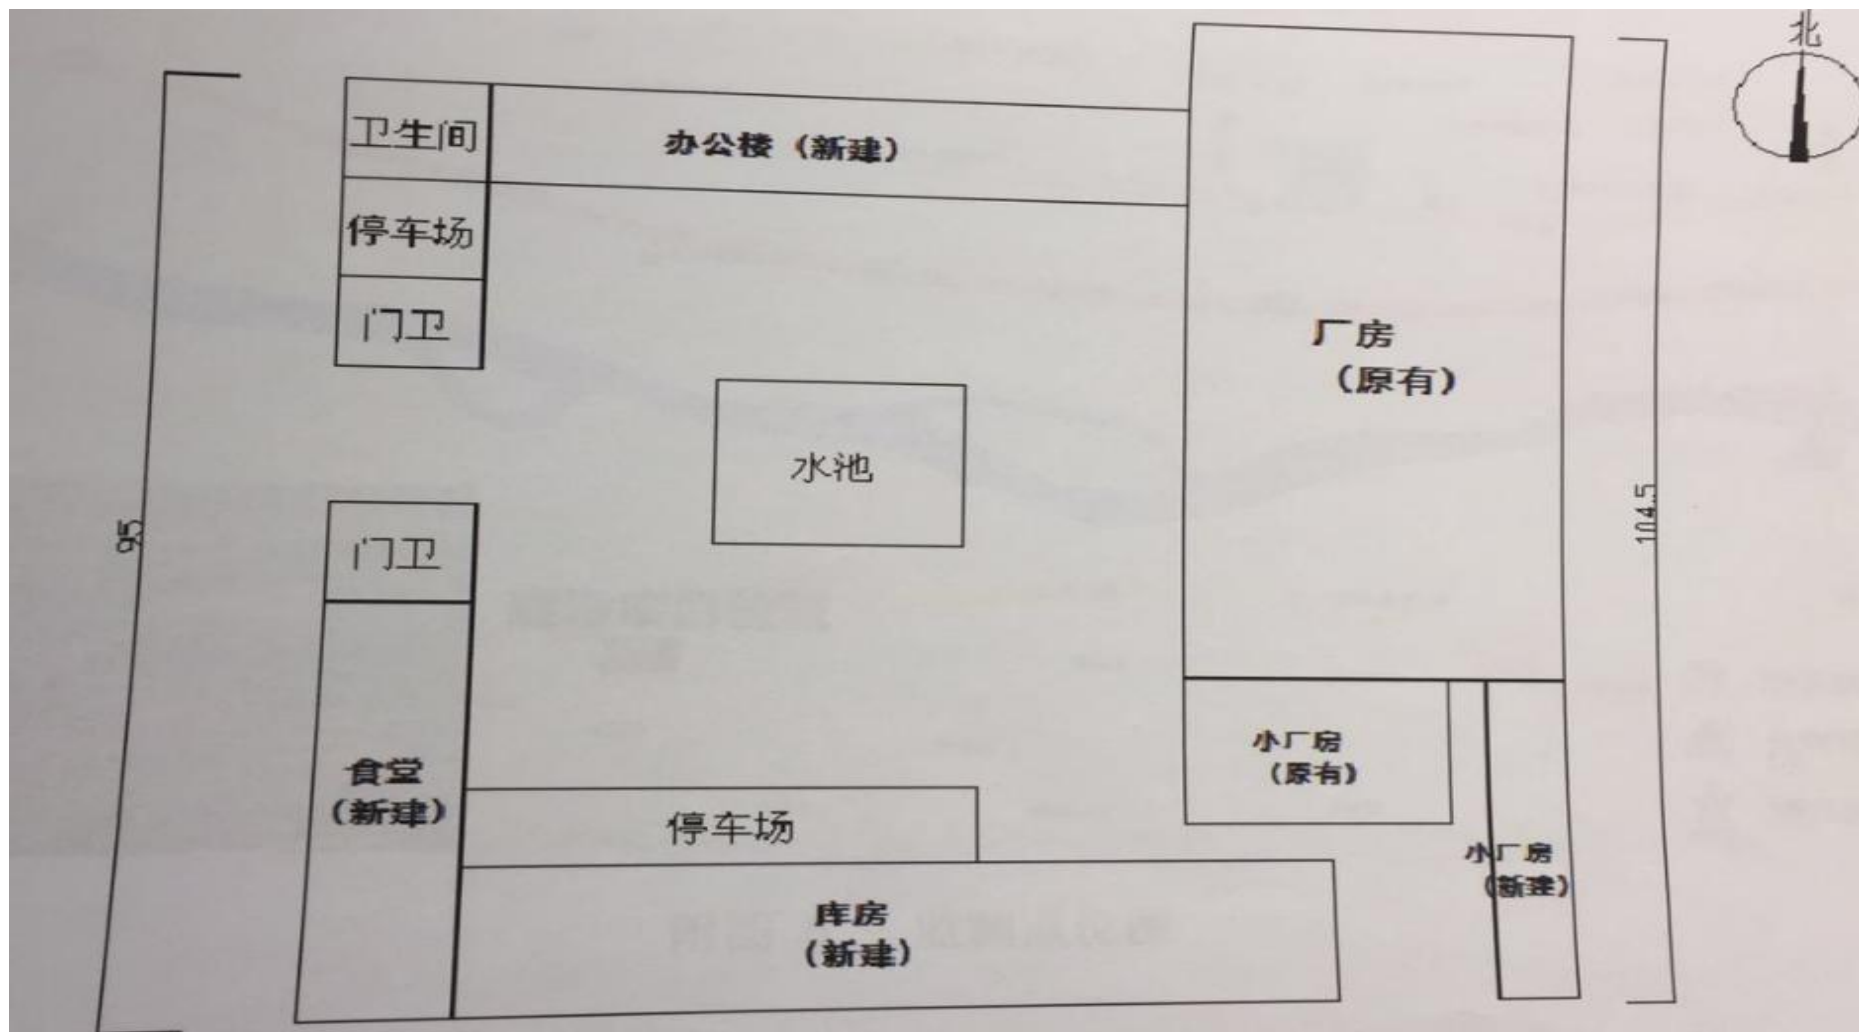 北
卫生间
办公楼（新建）
停车场
门卫
厂房
（原有）
水池
95
104.5
门卫
小厂房
（原有）
食堂
（新建）
停车场
小厂房
（新建）
库房
（新建）